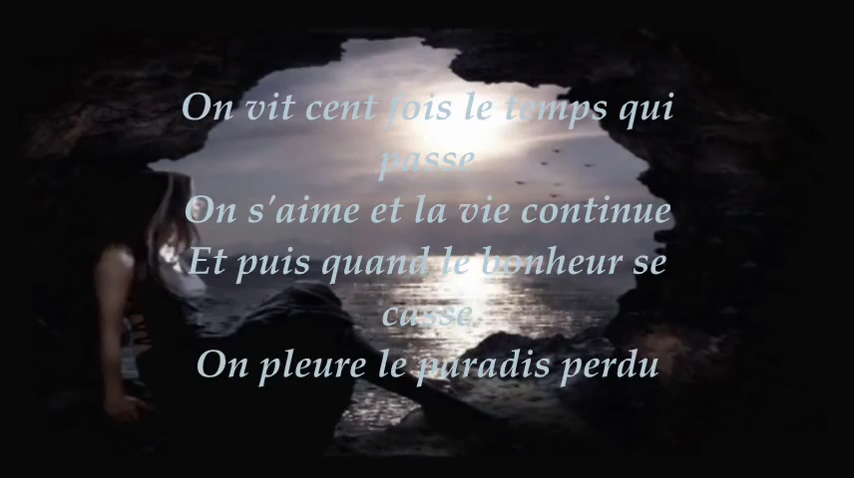 On vit cent fois le temps qui
passe
On s'aime et la vie continue
Et puis quand le bonheur se
casse.
On pleure le paradis perdu